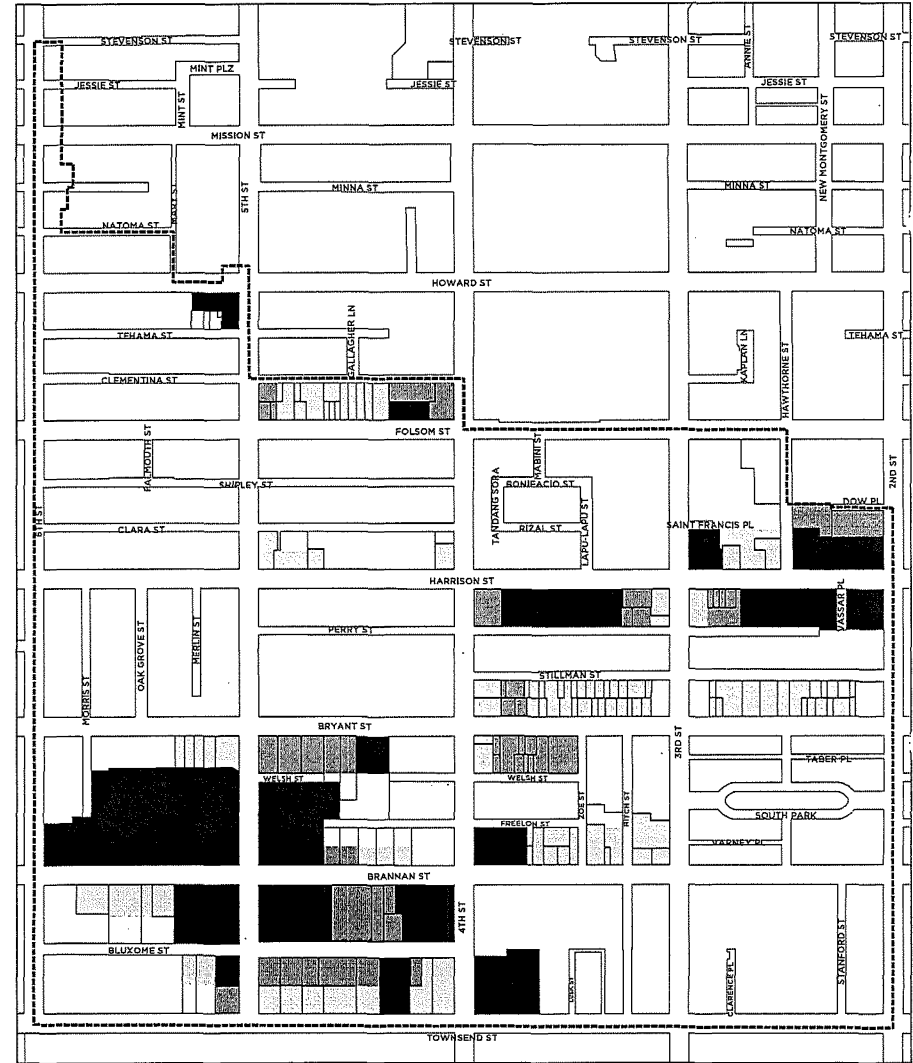 STEVENSON ST
STEVENSON ST
STEVENSON ST
STEVENSON ST
ANNIE ST
MINT PLZ
JESSIE ST
JESSIE ST
JESSIE ST
MINT ST
NEW MONTGOMERY ST
MISSION ST
5TH ST
MINNA ST
MINNA ST
MARY ST
NATOMA ST
NATOMA ST
HOWARD ST
TEHAMA ST
TEHAMA ST
GALLAGHER LN
KAPLAN LN
HAWTHORNE ST
CLEMENTINA ST
FOLSOM ST
FALMOUTH ST
MABINI ST
2ND ST
SHIPLEY ST
BONIFACIO ST
TANDANG SORA
LAPU-LAPU ST
DOW PL
6TH ST
CLARA ST
RIZAL ST
SAINT FRANCIS PL
HARRISON ST
VASSAR PL
PERRY ST
OAK GROVE ST
MERLIN ST
MORRIS ST
STILLMAN ST
BRYANT ST
3RD ST
TABER PL
WELSH ST
WELSH ST
ZOE ST
RITCH ST
SOUTH PARK
FREELON ST
VARNEY PL
BRANNAN ST
4TH ST
BLUXOME ST
STANFORD ST
CLARENCE PL
LUSK ST
TOWNSEND ST